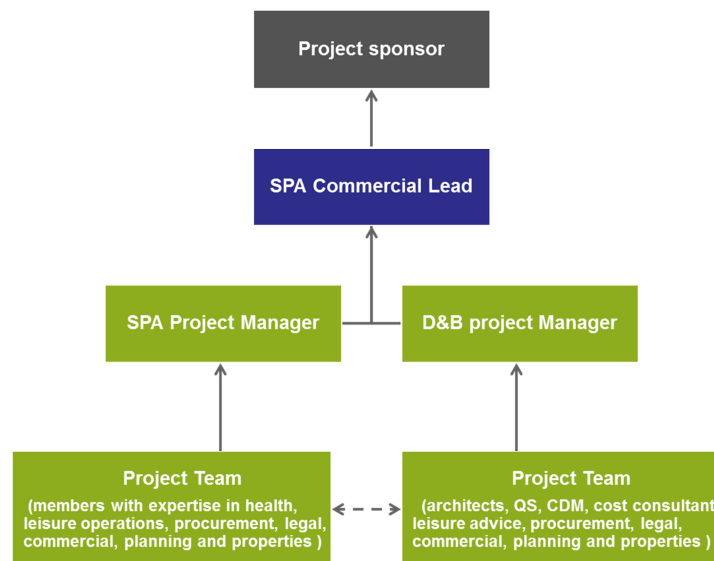 Project sponsor
SPA Commercial Lead
SPA Project Manager
D&B project Manager
Project Team
(members with expertise in health,
leisure operations, procurement, legal,
commercial, planning and properties )
Project Team
(architects, QS, CDM, cost consultant,
leisure advice, procurement, legal,
commercial, planning and properties )